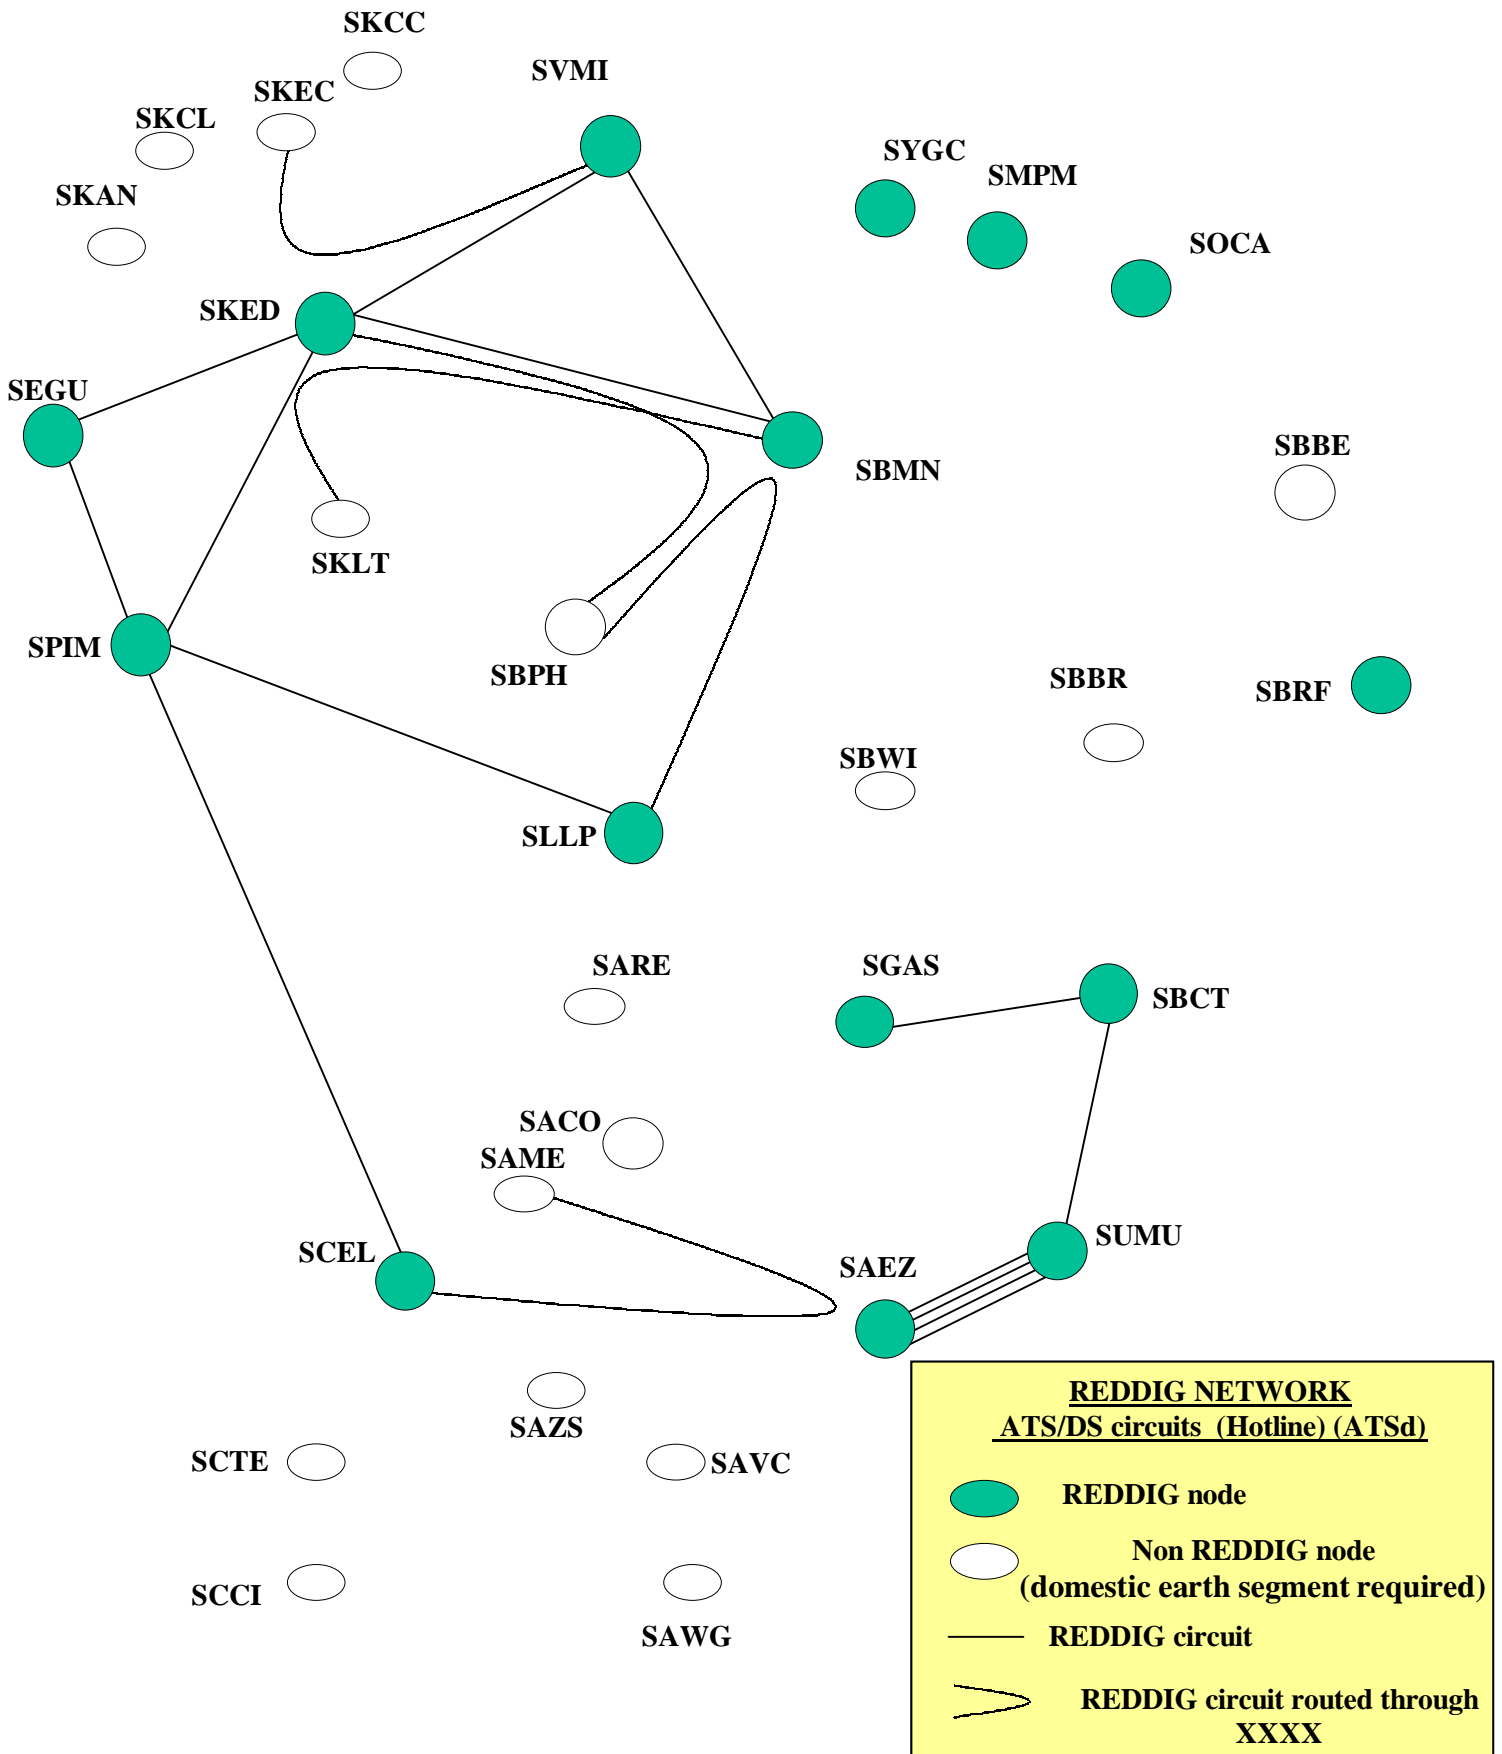 SKCC
SVMI
SKEC
SKCL
SYGC
SMPM
SKAN
SOCA
SKED
SEGU
SBBE
SBMN
SKLT
SPIM
SBPH
SBBR
SBRF
SBWI
SLLP
SARE
SGAS
SBCT
SACO
SAME
SCEL
SUMU
SAEZ
SAZS
SCTE
SAVC
SCCI
SAWG
REDDIG NETWORK
ATS/DS circuits (Hotline) (ATSd)
REDDIG node
Non REDDIG node
(domestic earth segment required)
REDDIG circuit
REDDIG circuit routed through
XXXX